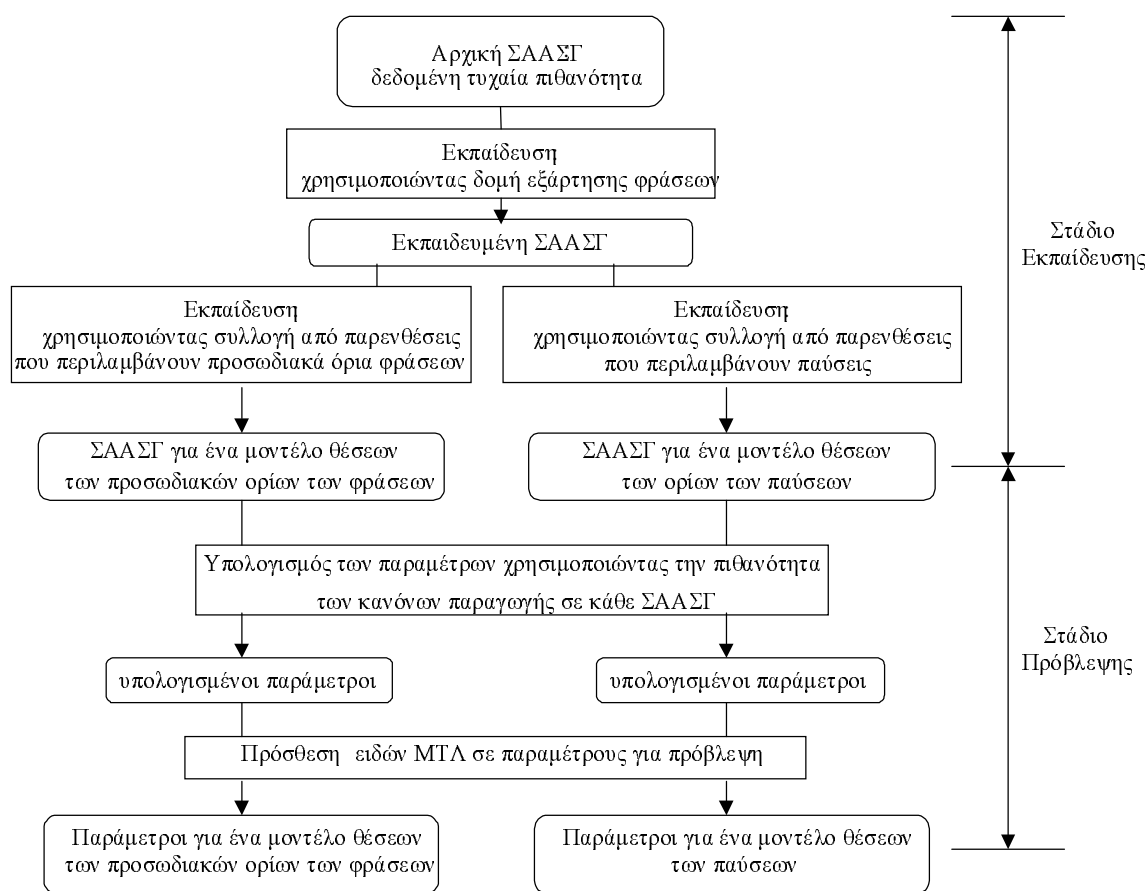 Αρχική ΣΑΑΣΓ
δεδομένη τυχαία πιθανότητα
Εκπαίδευση:
χρησιμοποιώντας δομή εξάρτησης φράσεων
Εκπαιδευμένη ΣΑΑΣΓ
Στάδιο
Εκπαίδευσης
Εκπαίδευση:
χρησιμοποιώντας συλλογή από παρενθέσεις
που περιλαμβάνουν προσωδιακά όρια φράσεων
Εκπαίδευση:
χρησιμοποιώντας συλλογή από παρενθέσεις
που περιλαμβάνουν παύσεις
ΣΑΑΣΓ για ένα μοντέλο θέσεων
των προσωδιακών ορίων των φράσεων
ΣΑΑΣΓ για ένα μοντέλο θέσεων
των ορίων των παύσεων
Υπολογισμός των παραμέτρων χρησιμοποιώντας την πιθανότητα
των κανόνων παραγωγής σε κάθε ΣΑΑΣΓ
Στάδιο
Πρόβλεψης
υπολογισμένοι παράμετροι
υπολογισμένοι παράμετροι
Πρόσθεση ειδών ΜΤΛ σε παραμέτρους για πρόβλεψη
Παράμετροι για ένα μοντέλο θέσεων
των προσωδιακών ορίων των φράσεων
Παράμετροι για ένα μοντέλο θέσεων
των παύσεων